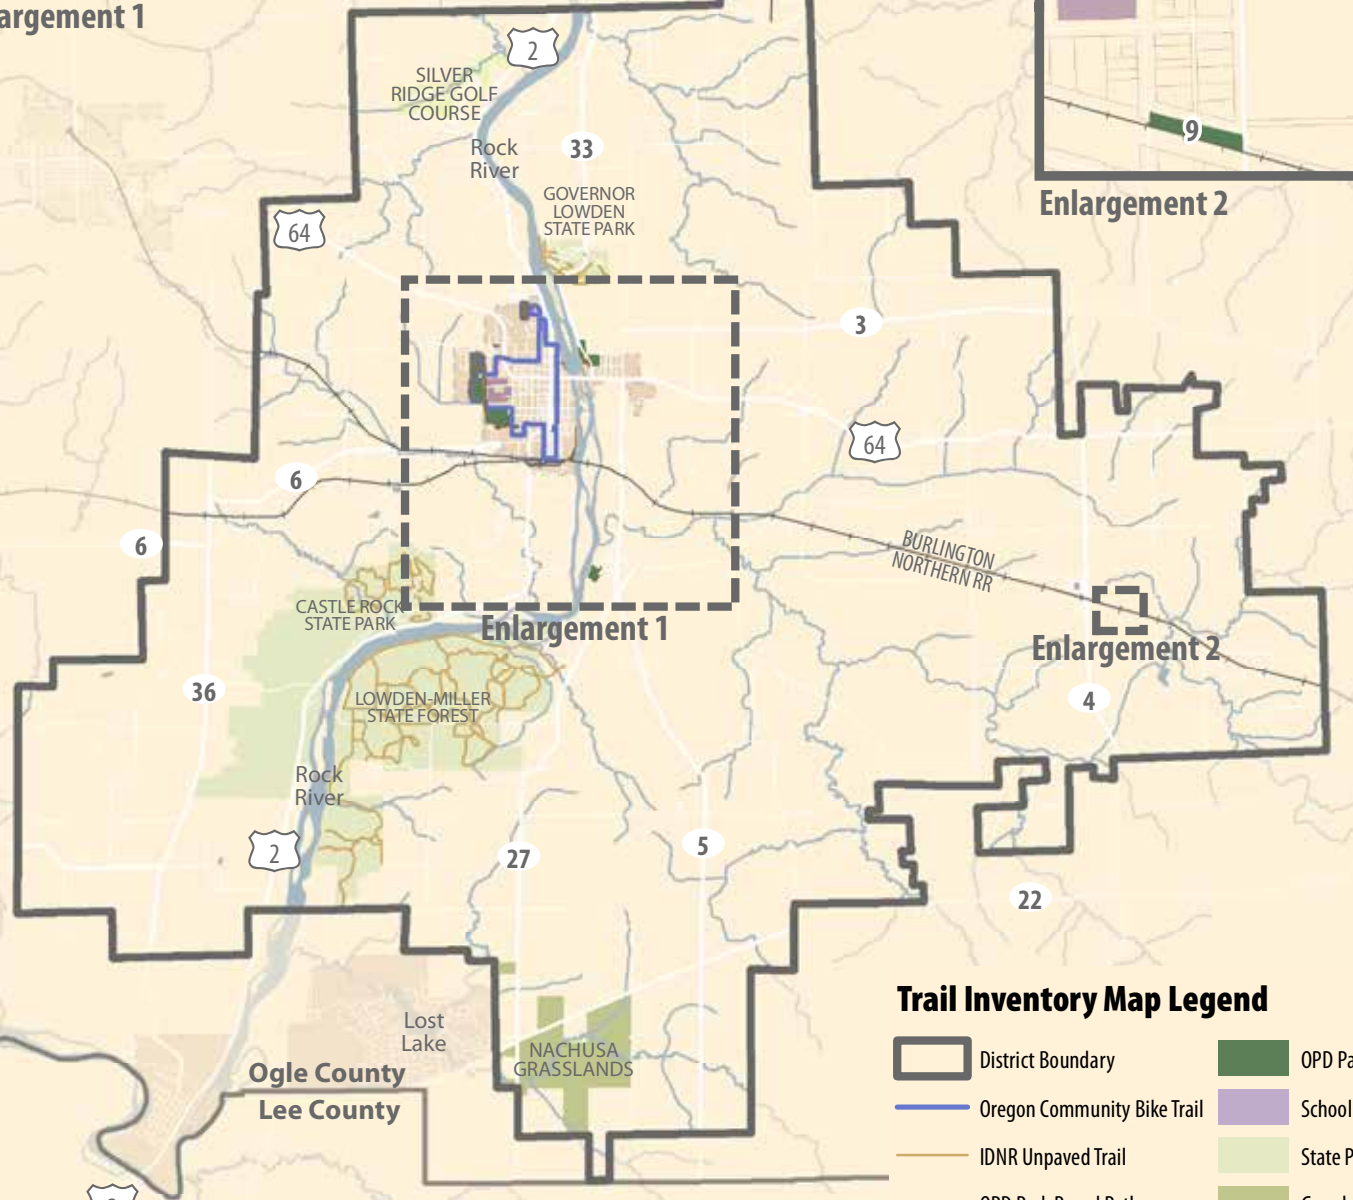 argement 1
2
SILVER
RIDGE GOLF
COURSE
Rock
River
33
9
Enlargement 2
GOVERNOR
LOWDEN
STATE PARK
64
3
64
6
6
BURLINGTON
NORTHERN RR
CASTLE ROCK
STATE PARK
Enlargement 1
Enlargement 2
36
LOWDEN-MILLER
STATE FOREST
4
Rock
River
2
27
5
22
Lost
Lake
NACHUSA
GRASSLANDS
Ogle County
Lee County
Trail Inventory Map Legend
District Boundary
OPD Pa
Oregon Community Bike Trail
School
IDNR Unpaved Trail
State P